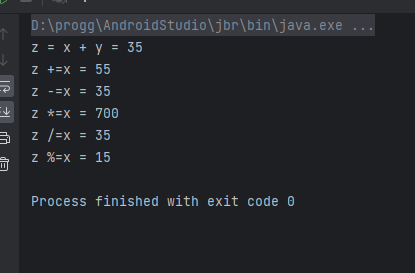 D:\progg\AndroidStudio\jbr\bin\java.exe ...
z = x + y = 35
z +=x = 55
z -=x = 35
z *=x = 700
z /=x = 35
z %=x = 15
Process finished with exit code 0